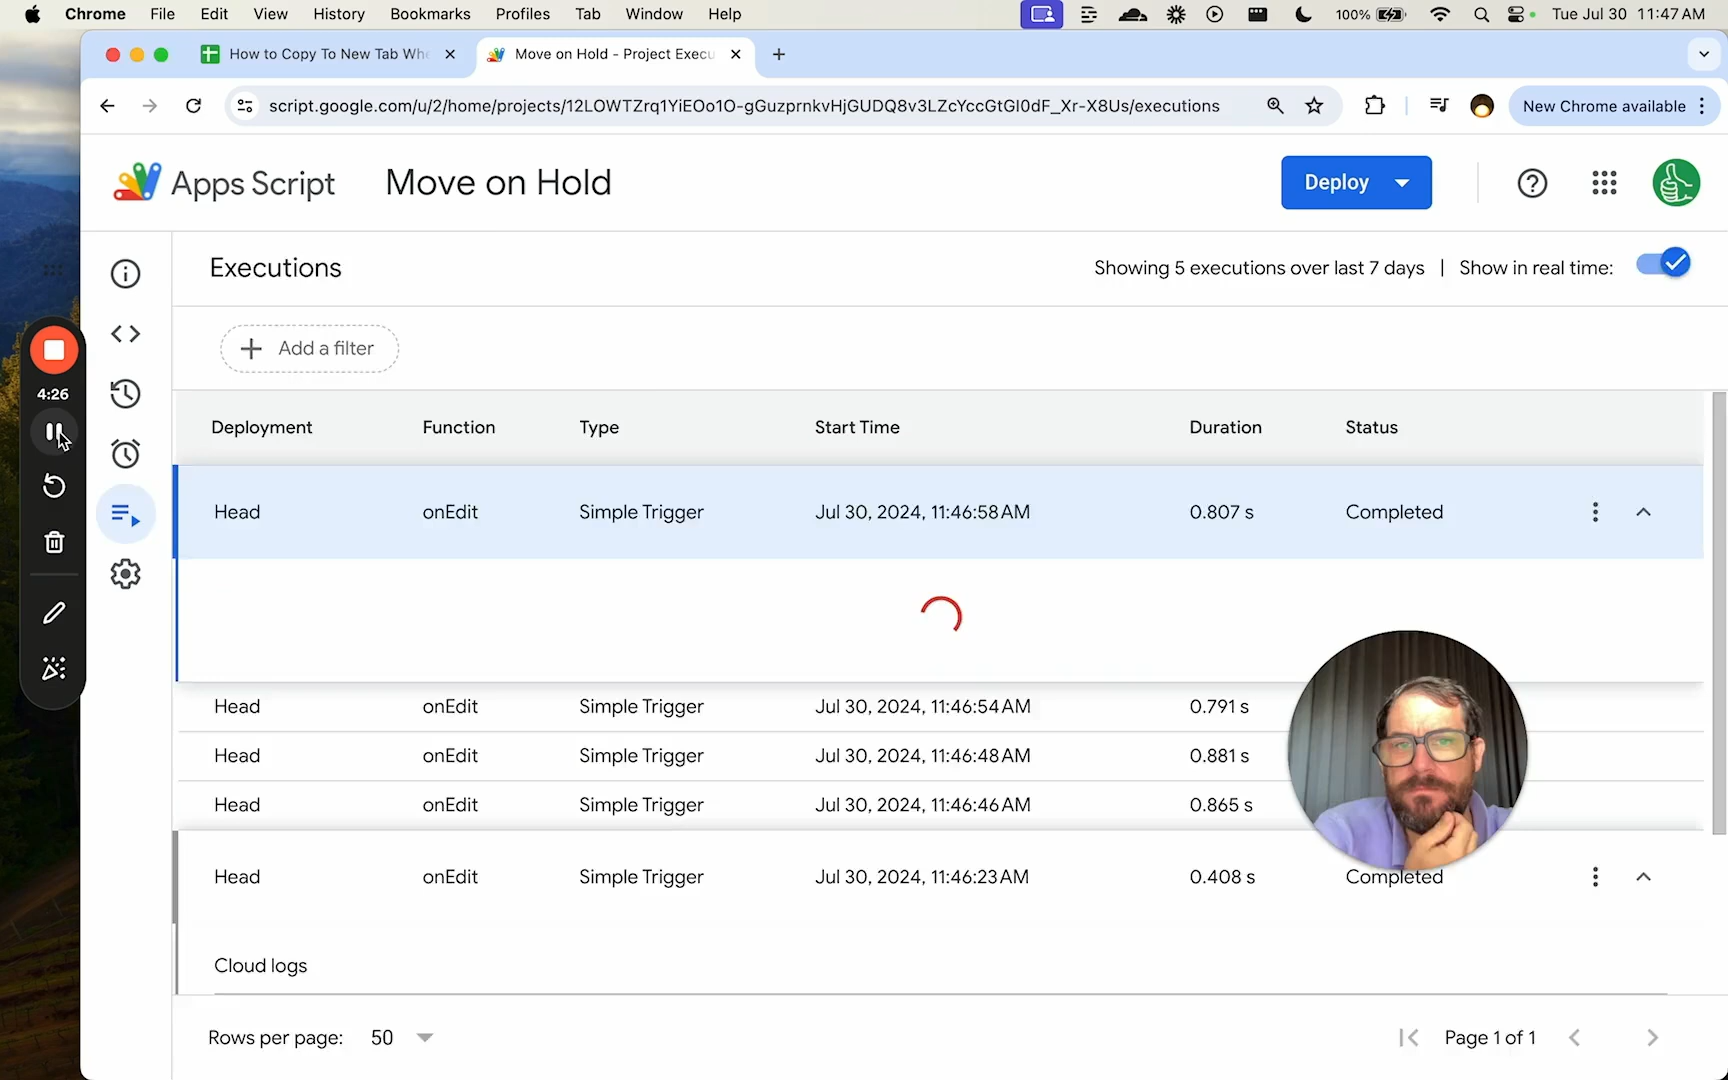 Chrome File Edit View History Bookmarks Profiles Tab Window Help 100% Tue Jul 30 11:47 AM
How to Copy To New Tab Whe Move on Hold - Project Execu
script.google.com/u/2/home/projects/12LOWTZrq1YiEOo1O-gGuzprnkvHjGUDQ8v3LZcYccGtGI0dF_Xr-X8Us/executions New Chrome available
Apps Script Move on Hold Deploy
Executions Showing 5 executions over last 7 days | Show in real time:
Add a filter
4:26
Deployment Function Type Start Time Duration Status
Head onEdit Simple Trigger Jul 30, 2024, 11:46:58 AM 0.807 s Completed
Head onEdit Simple Trigger Jul 30, 2024, 11:46:54 AM 0.791 s
Head onEdit Simple Trigger Jul 30, 2024, 11:46:48 AM 0.881 s
Head onEdit Simple Trigger Jul 30, 2024, 11:46:46 AM 0.865 s
Head onEdit Simple Trigger Jul 30, 2024, 11:46:23 AM 0.408 s Completed
Cloud logs
Rows per page: 50 Page 1 of 1